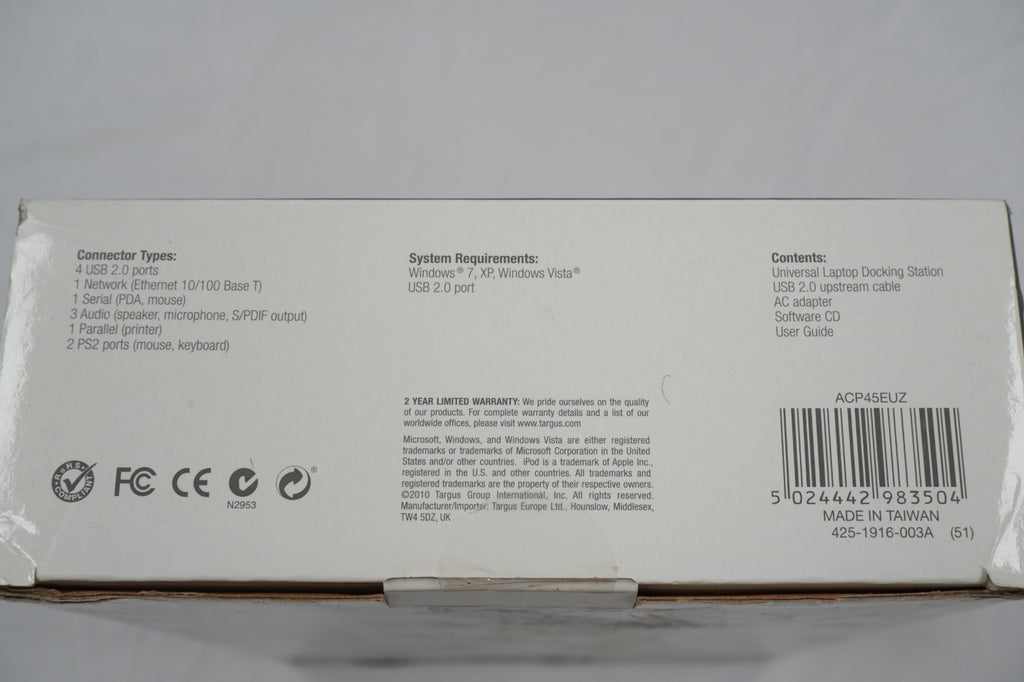 Connector Types:
4 USB 2.0 ports
1 Network (Ethernet 10/100 Base T)
1 Serial (PDA, mouse)
3 Audio (speaker, microphone, S/PDIF output)
1 Parallel (printer)
2 PS2 ports (mouse, keyboard)
System Requirements:
Windows® 7, XP, Windows Vista®
USB 2.0 port
Contents:
Universal Laptop Docking Station
USB 2.0 upstream cable
AC adapter
Software CD
User Guide
2 YEAR LIMITED WARRANTY: We pride ourselves on the quality
of our products. For complete warranty details and a list of our
worldwide offices, please visit www.targus.com
Microsoft, Windows, and Windows Vista are either registered
trademarks or trademarks of Microsoft Corporation in the United
States and/or other countries. iPod is a trademark of Apple Inc.,
registered in the U.S. and other countries. All trademarks and
registered trademarks are the property of their respective owners.
©2010 Targus Group International, Inc. All rights reserved.
Manufacturer/Importer: Targus Europe Ltd., Hounslow, Middlesex,
TW4 5DZ, UK
RoHS
COMPLIANT
FC CE
N2953
®
ACP45EUZ
5 024442 983504
MADE IN TAIWAN
425-1916-003A (51)